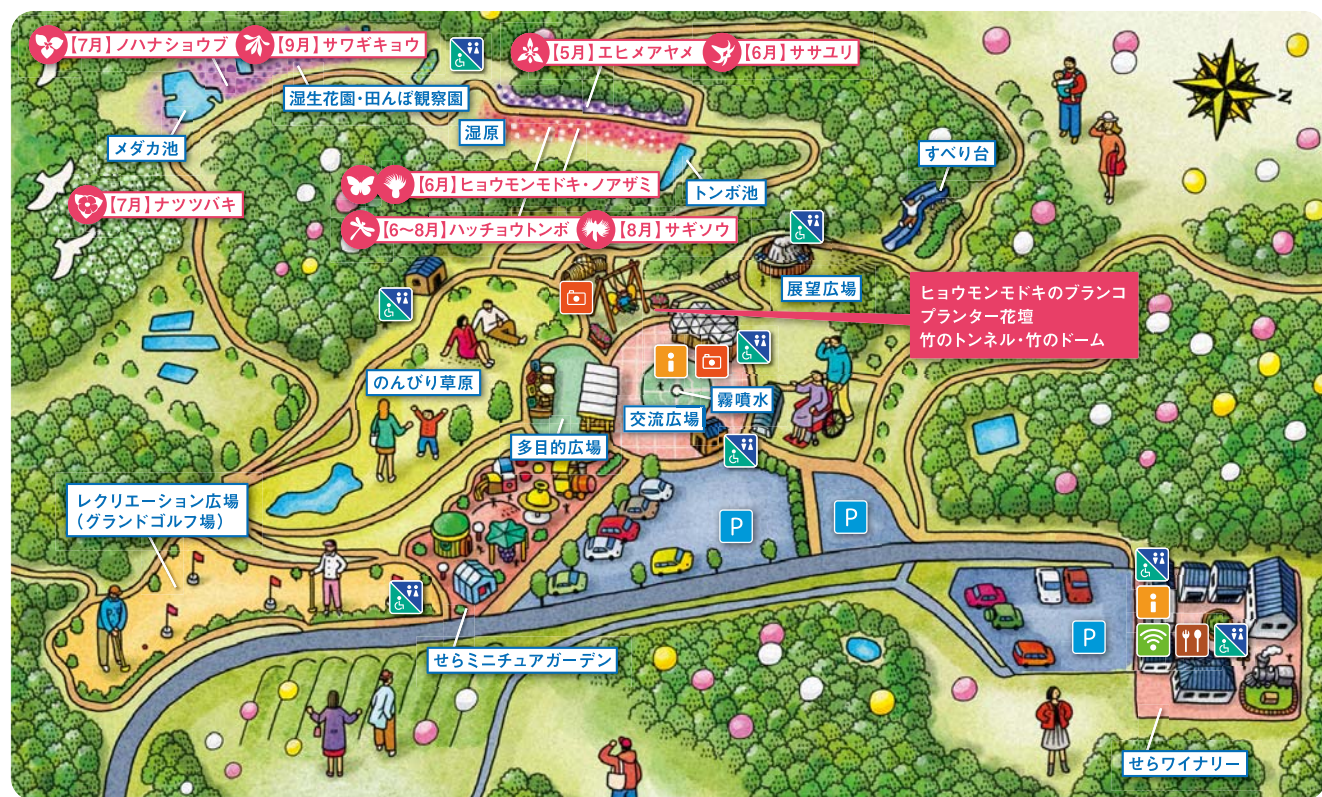 【7月】ノハナショウブ
【9月】サワギキョウ
【5月】エヒメアヤメ
【6月】ササユリ
N
湿生花園・田んぼ観察園
湿原
メダカ池
すべり台
【6月】ヒョウモンモドキ・ノアザミ
トンボ池
【7月】ナツツバキ
【6〜8月】ハッチョウトンボ
【8月】サギソウ
展望広場
ヒョウモンモドキのブランコ
プランター花壇
竹のトンネル・竹のドーム
のんびり草原
霧噴水
交流広場
多目的広場
レクリエーション広場
（グランドゴルフ場）
P
P
P
せらミニチュアガーデン
せらワイナリー